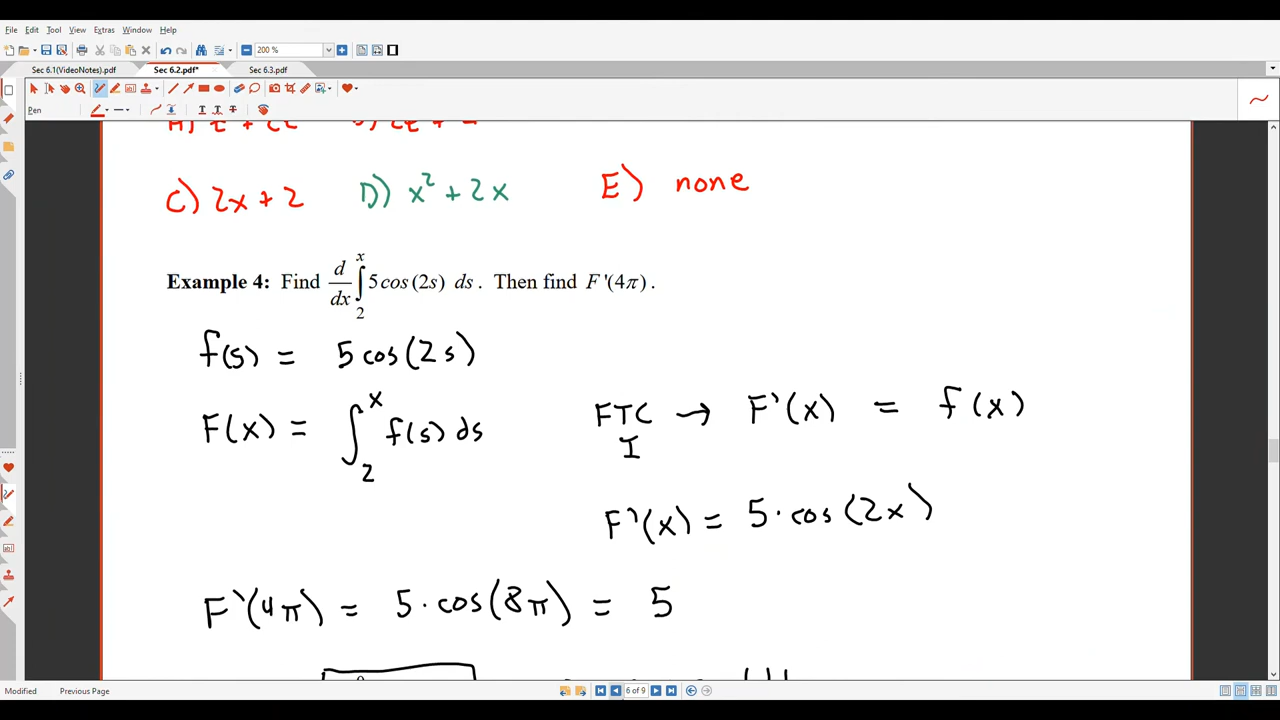 File Edit Tool View Extras Window Help
200 %
Sec 6.1(VideoNotes).pdf Sec 6.2.pdf* Sec 6.3.pdf
Pen
C) 2x + 2 D) x² + 2x E) none
Example 4: Find d/dx ∫₂ˣ 5cos(2s) ds. Then find F'(4π).
f(s) = 5 cos(2s)
F(x) = ∫₂ˣ f(s) ds FTC I → F'(x) = f(x)
F'(x) = 5·cos(2x)
F'(4π) = 5·cos(8π) = 5
Modified Previous Page 6 of 9